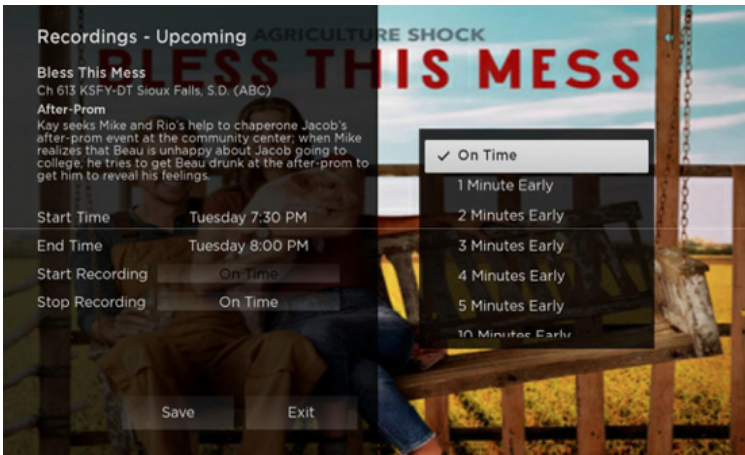 AGRICULTURE SHOCK
BLESS THIS MESS
Recordings - Upcoming
Bless This Mess
Ch 613 KSFY-DT Sioux Falls, S.D. (ABC)
After-Prom
Kay seeks Mike and Rio's help to chaperone Jacob's
after-prom event at the community center; when Mike
realizes that Beau is unhappy about Jacob going to
college, he tries to get Beau drunk at the after-prom to
get him to reveal his feelings.
Start Time Tuesday 7:30 PM
End Time Tuesday 8:00 PM
Start Recording On Time
Stop Recording On Time
Save Exit
✓ On Time
1 Minute Early
2 Minutes Early
3 Minutes Early
4 Minutes Early
5 Minutes Early
10 Minutes Early